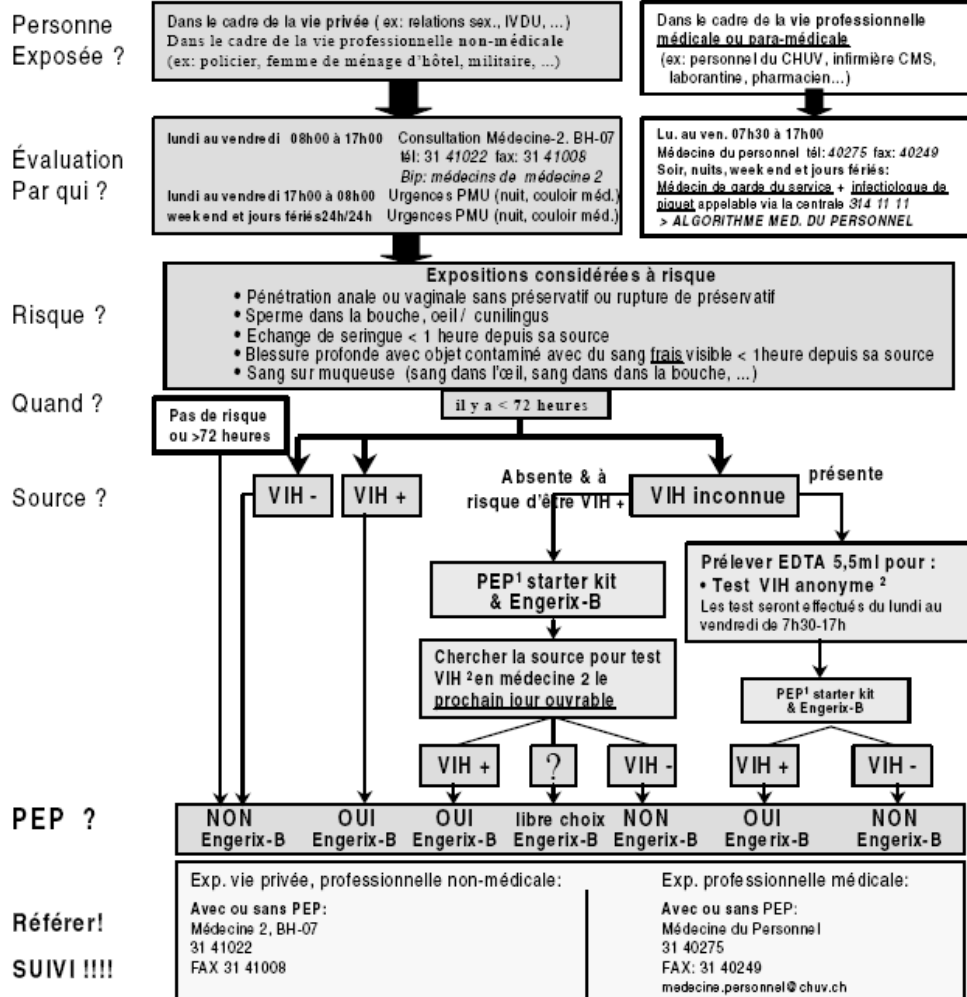 Personne
Exposée ?
Dans le cadre de la vie privée ( ex: relations sex., IVDU, ...)
Dans le cadre de la vie professionelle non-médicale
(ex: policier, femme de ménage d'hôtel, militaire, ...)
Dans le cadre de la vie professionnelle
médicale ou para-médicale
(ex: personnel du CHUV, infirmière CMS,
laborantine, pharmacien...)
Évaluation
Par qui ?
lundi au vendredi 08h00 à 17h00 Consultation Médecine-2. BH-07
tél: 31 41022 fax: 31 41008
Bip: médecins de médecine 2
lundi au vendredi 17h00 à 08h00 Urgences PMU (nuit, couloir méd.)
week end et jours fériés24h/24h Urgences PMU (nuit, couloir méd.)
Lu. au ven. 07h30 à 17h00
Médecine du personnel tél: 40275 fax: 40249
Soir, nuits, week end et jours fériés:
Médecin de garde du service + infectiologue de
piquet appelable via la centrale 314 11 11
> ALGORITHME MED. DU PERSONNEL
Risque ?
Expositions considérées à risque
• Pénétration anale ou vaginale sans préservatif ou rupture de préservatif
• Sperme dans la bouche, oeil / cunilingus
• Echange de seringue < 1 heure depuis sa source
• Blessure profonde avec objet contaminé avec du sang frais visible < 1heure depuis sa source
• Sang sur muqueuse (sang dans l'œil, sang dans dans la bouche, ...)
Quand ?
il y a < 72 heures
Pas de risque
ou >72 heures
Source ?
VIH -
VIH +
Absente & à
risque d'être VIH +
VIH inconnue
présente
PEP1 starter kit
& Engerix-B
Prélever EDTA 5,5ml pour :
• Test VIH anonyme 2
Les test seront effectués du lundi au
vendredi de 7h30-17h
Chercher la source pour test
VIH 2 en médecine 2 le
prochain jour ouvrable
PEP1 starter kit
& Engerix-B
VIH +
?
VIH -
VIH +
VIH -
PEP ?
NON OUI OUI libre choix NON OUI NON
Engerix-B Engerix-B Engerix-B Engerix-B Engerix-B Engerix-B Engerix-B
Référer!
SUIVI !!!!
Exp. vie privée, professionnelle non-médicale:
Avec ou sans PEP:
Médecine 2, BH-07
31 41022
FAX 31 41008
Exp. professionnelle médicale:
Avec ou sans PEP:
Médecine du Personnel
31 40275
FAX: 31 40249
medecine.personnel@chuv.ch